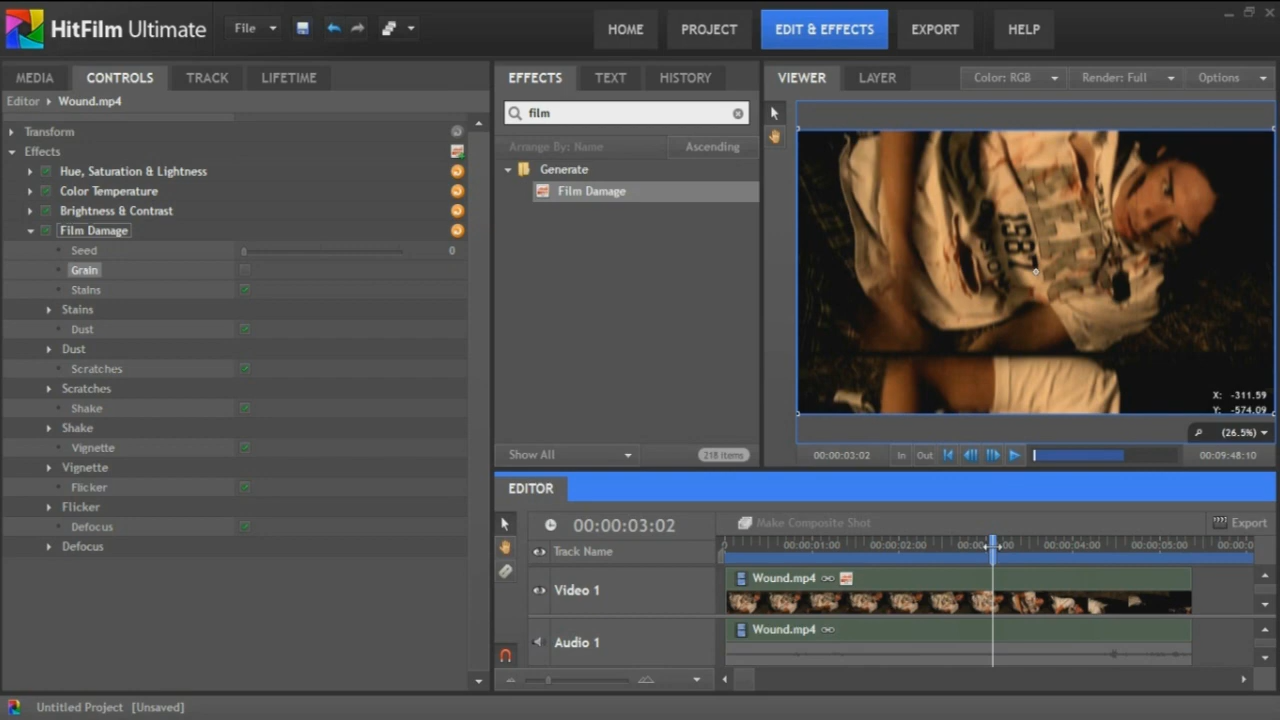 HitFilm Ultimate
File
HOME
PROJECT
EDIT & EFFECTS
EXPORT
HELP
MEDIA
CONTROLS
TRACK
LIFETIME
Editor
Wound.mp4
Transform
Effects
Hue, Saturation & Lightness
Color Temperature
Brightness & Contrast
Film Damage
Seed
0
Grain
Stains
Stains
Dust
Dust
Scratches
Scratches
Shake
Shake
Vignette
Vignette
Flicker
Flicker
Defocus
Defocus
EFFECTS
TEXT
HISTORY
film
Arrange By: Name
Ascending
Generate
Film Damage
Show All
218 items
VIEWER
LAYER
Color: RGB
Render: Full
Options
1987
X: -311.59
Y: -574.09
(26.5%)
00:00:03:02
In
Out
00:09:48:10
EDITOR
00:00:03:02
Make Composite Shot
Export
Track Name
0
00:00:01:00
00:00:02:00
00:00:04:00
00:00:05:00
Video 1
Wound.mp4
Audio 1
Wound.mp4
Untitled Project [Unsaved]